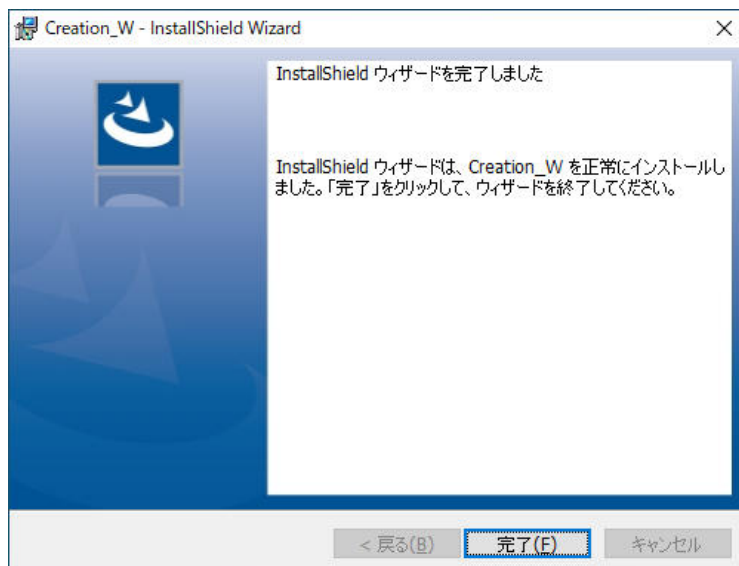 Creation_W - InstallShield Wizard
InstallShield ウィザードを完了しました
InstallShield ウィザードは、Creation_W を正常にインストールし
ました。「完了」をクリックして、ウィザードを終了してください。
< 戻る(B)
完了(F)
キャンセル